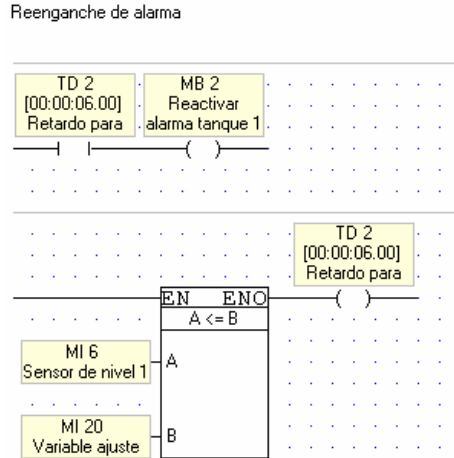 Reenganche de alarma
TD 2
[00:00:06.00]
Retardo para
MB 2
Reactivar
alarma tanque 1
TD 2
[00:00:06.00]
Retardo para
EN ENO
A <= B
MI 6
Sensor de nivel 1
A
MI 20
Variable ajuste
B